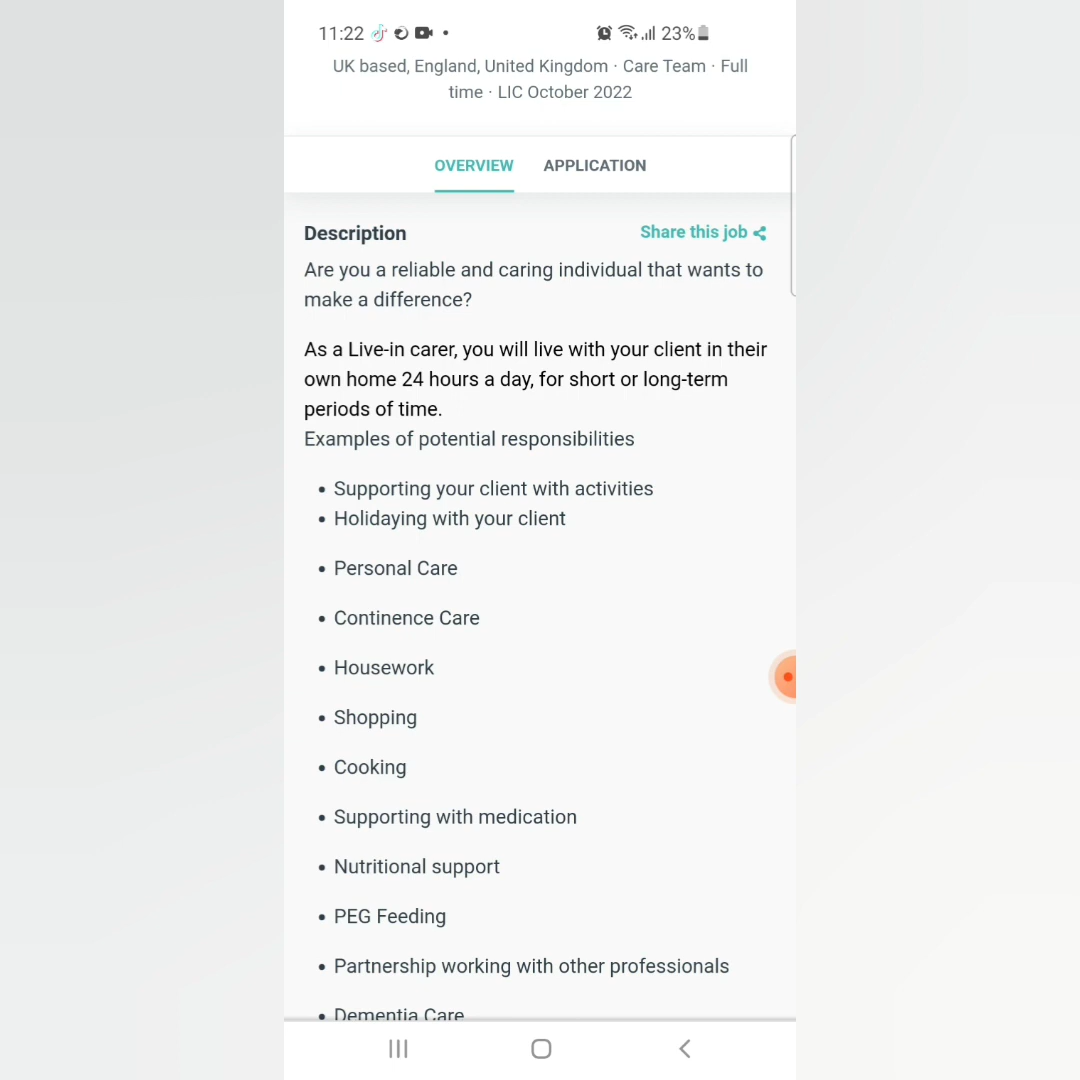 11:22 23%
UK based, England, United Kingdom · Care Team · Full
time · LIC October 2022
OVERVIEW APPLICATION
Description Share this job
Are you a reliable and caring individual that wants to
make a difference?
As a Live-in carer, you will live with your client in their
own home 24 hours a day, for short or long-term
periods of time.
Examples of potential responsibilities
• Supporting your client with activities
• Holidaying with your client
• Personal Care
• Continence Care
• Housework
• Shopping
• Cooking
• Supporting with medication
• Nutritional support
• PEG Feeding
• Partnership working with other professionals
• Dementia Care